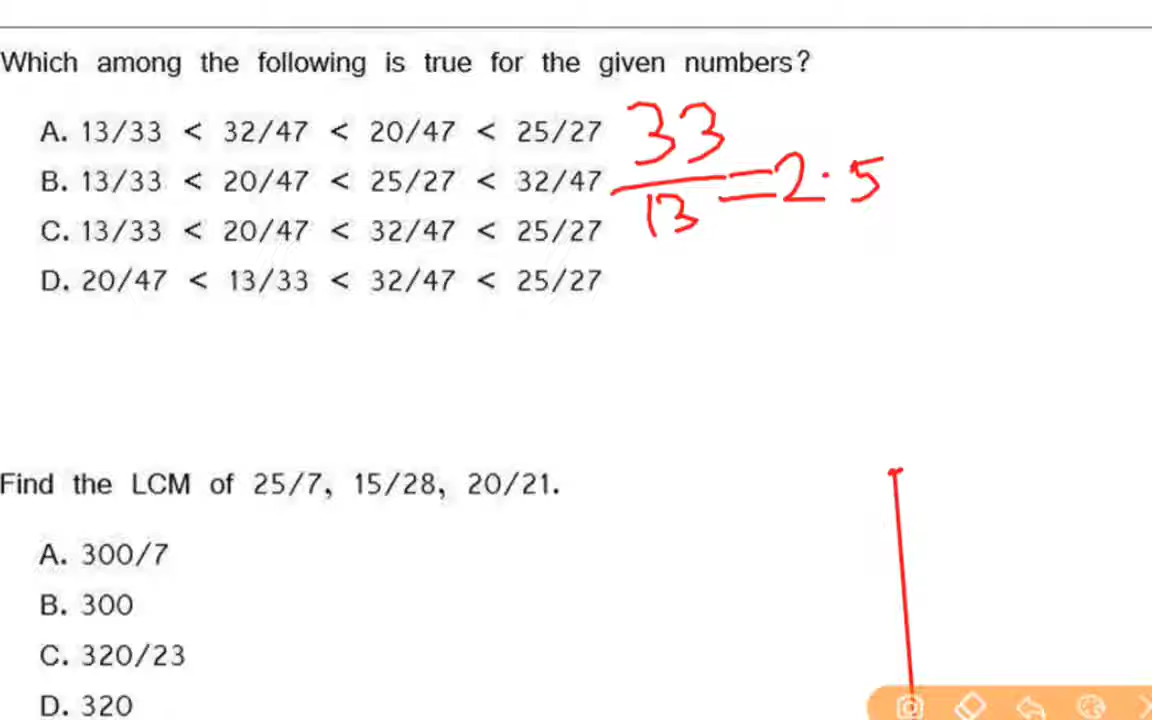 Which among the following is true for the given numbers?
A. 13/33 < 32/47 < 20/47 < 25/27
B. 13/33 < 20/47 < 25/27 < 32/47
C. 13/33 < 20/47 < 32/47 < 25/27
D. 20/47 < 13/33 < 32/47 < 25/27
33
13
=2.5
Find the LCM of 25/7, 15/28, 20/21.
A. 300/7
B. 300
C. 320/23
D. 320